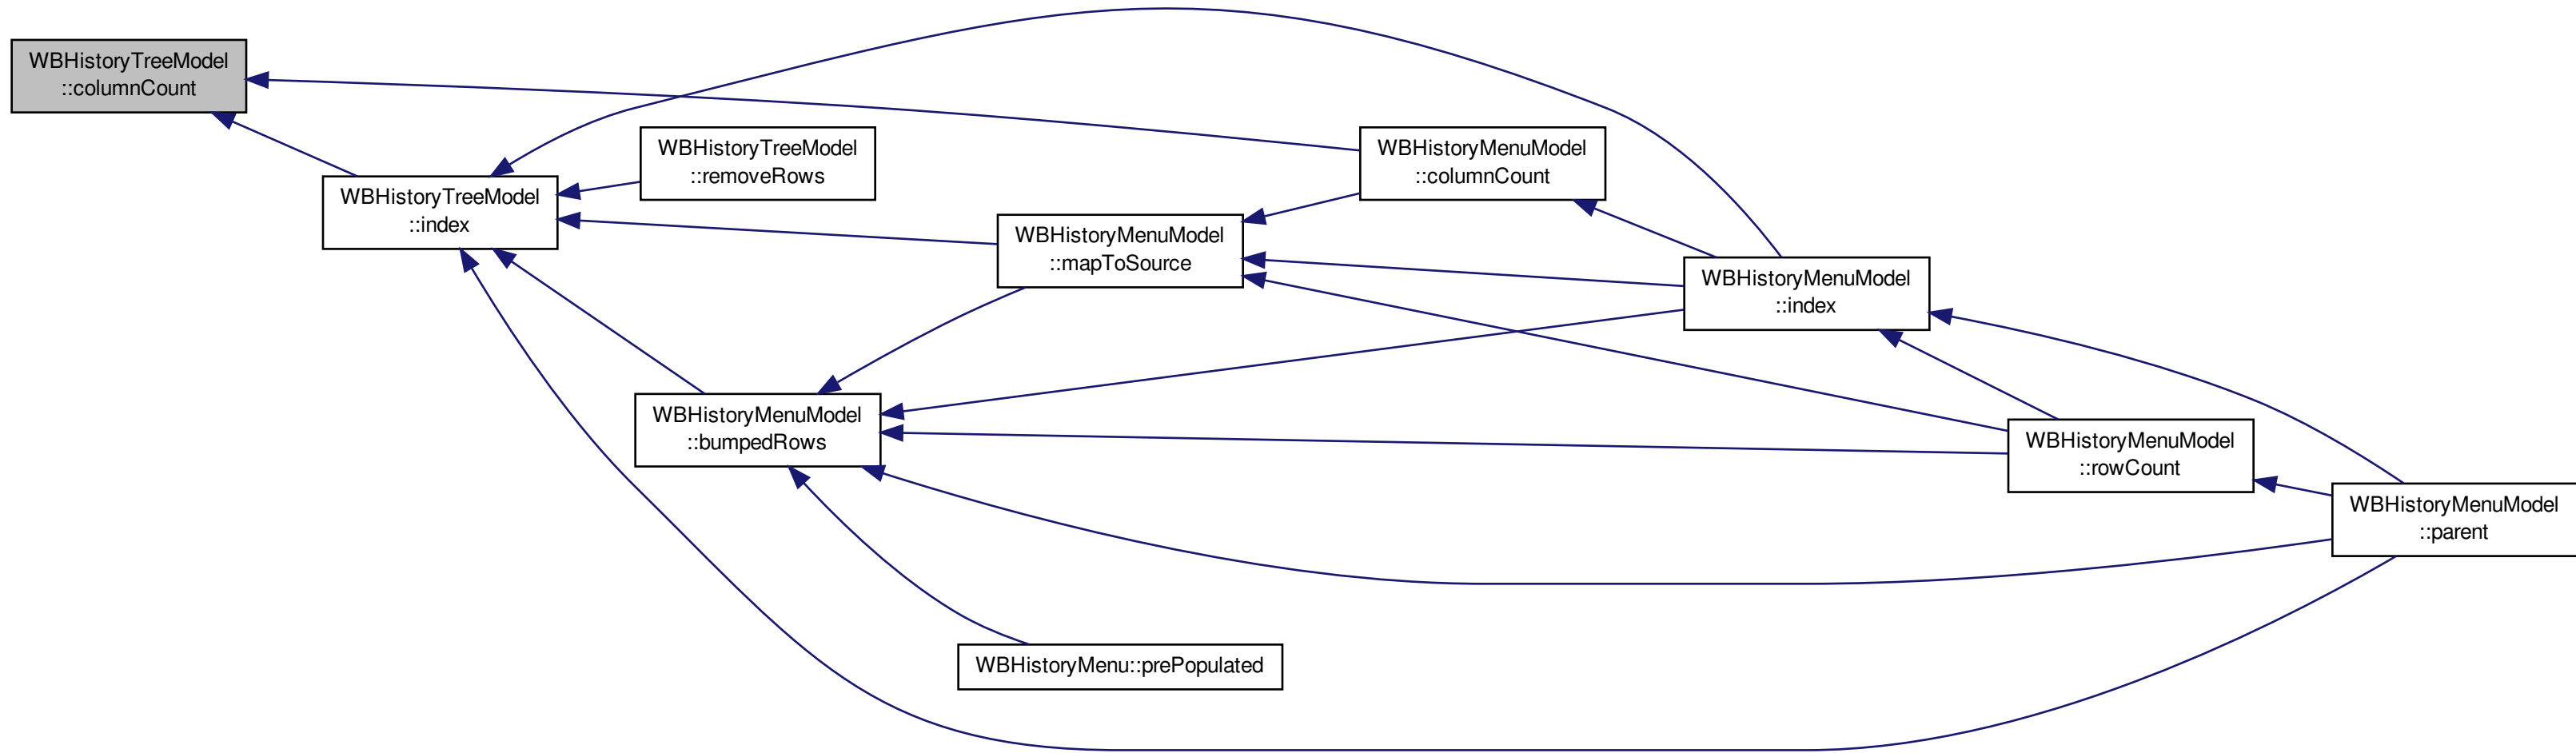 WBHistoryTreeModel
::columnCount
WBHistoryTreeModel
::index
WBHistoryTreeModel
::removeRows
WBHistoryMenuModel
::mapToSource
WBHistoryMenuModel
::columnCount
WBHistoryMenuModel
::index
WBHistoryMenuModel
::bumpedRows
WBHistoryMenuModel
::rowCount
WBHistoryMenuModel
::parent
WBHistoryMenu::prePopulated